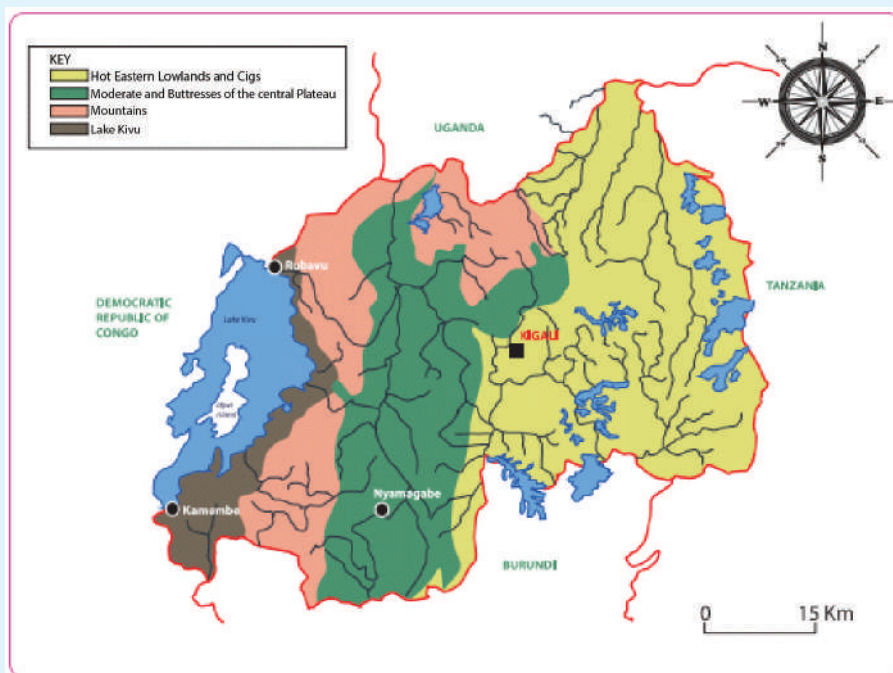 KEY
Hot Eastern Lowlands and Cigs
Moderate and Buttresses of the central Plateau
Mountains
Lake Kivu
N
W
E
S
UGANDA
Rubavu
TANZANIA
DEMOCRATIC
REPUBLIC OF
CONGO
Lake Kivu
KIGALI
Nyamagabe
Kamembe
BURUNDI
0 15 Km